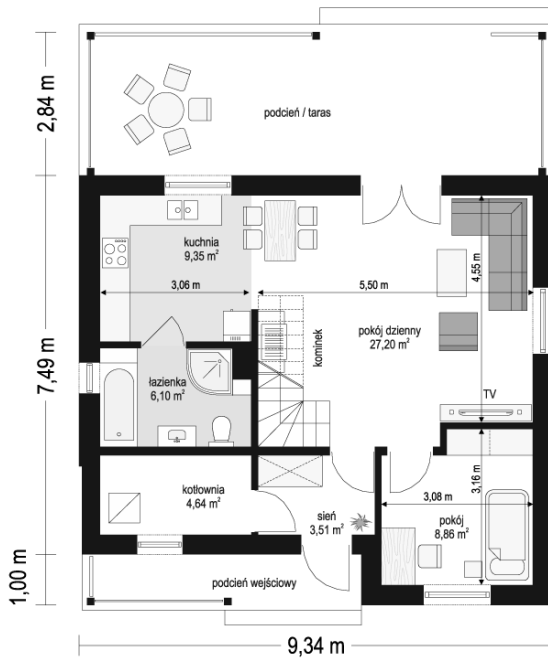 2,84 m
podcień / taras
kuchnia
9,35 m²
3,06 m
5,50 m
4,55 m
pokój dzienny
27,20 m²
kominek
7,49 m
łazienka
6,10 m²
TV
kotłownia
4,64 m²
sień
3,51 m²
3,16 m
3,08 m
pokój
8,86 m²
1,00 m
podcień wejściowy
9,34 m